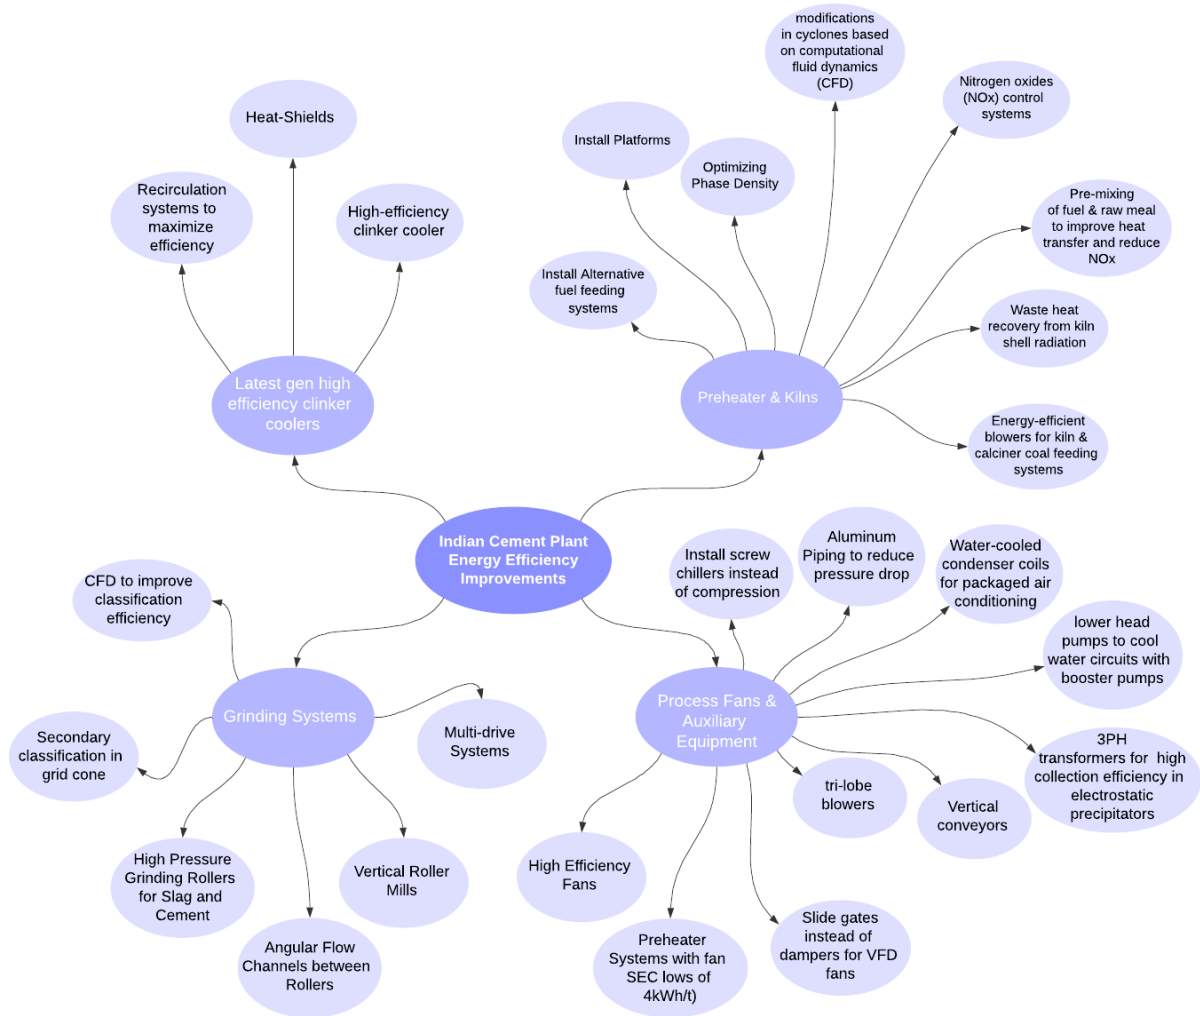 modifications
in cyclones based
on computational
fluid dynamics
(CFD)
Nitrogen oxides
(NOx) control
systems
Heat-Shields
Install Platforms
Optimizing
Phase Density
Recirculation
systems to
maximize
efficiency
High-efficiency
clinker cooler
Pre-mixing
of fuel & raw meal
to improve heat
transfer and reduce
NOx
Install Alternative
fuel feeding
systems
Waste heat
recovery from kiln
shell radiation
Latest gen high
efficiency clinker
coolers
Preheater & Kilns
Energy-efficient
blowers for kiln &
calciner coal feeding
systems
Indian Cement Plant
Energy Efficiency
Improvements
Install screw
chillers instead
of compression
Aluminum
Piping to reduce
pressure drop
Water-cooled
condenser coils
for packaged air
conditioning
CFD to improve
classification
efficiency
lower head
pumps to cool
water circuits with
booster pumps
Grinding Systems
Process Fans &
Auxiliary
Equipment
Multi-drive
Systems
Secondary
classification in
grid cone
3PH
transformers for  high
collection efficiency in
electrostatic
precipitators
tri-lobe
blowers
Vertical
conveyors
High Pressure
Grinding Rollers
for Slag and
Cement
Vertical Roller
Mills
High Efficiency
Fans
Angular Flow
Channels between
Rollers
Preheater
Systems with fan
SEC lows of
4kWh/t)
Slide gates
instead of
dampers for VFD
fans